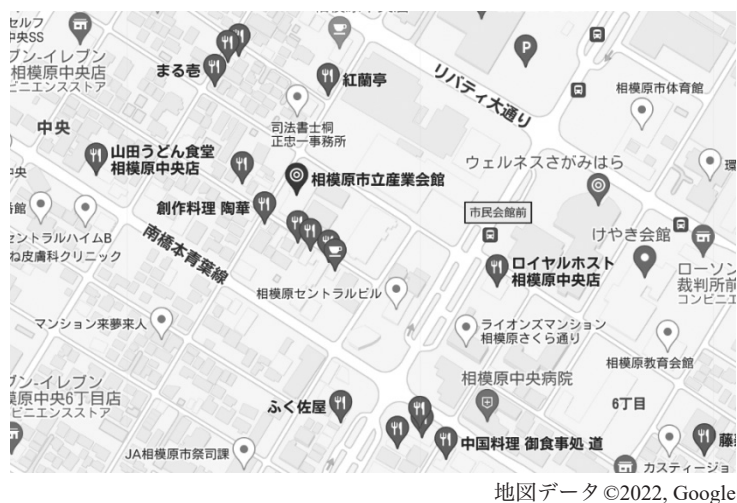 セルフ
中央SS
ブン-イレブン
相模原中央店
ビニエンスストア
まる壱
紅蘭亭
リバティ大通り
P
相模原市体育館
司法書士桐
正忠一事務所
中央
山田うどん食堂
相模原中央店
相模原市立産業会館
ウェルネスさがみはら
環
中央
創作料理 陶華
市民会館前
館
セントラルハイムB
ね皮膚科クリニック
南橋本青葉線
けやき会館
ロイヤルホスト
相模原中央店
ローソン
裁判所前
コンビニエ
相模原セントラルビル
マンション来夢来人
ライオンズマンション
相模原さくら通り
相模原教育会館
ブン-イレブン
模原中央6丁目店
ビニエンスストア
相模原中央病院
ふく佐屋
6丁目
中国料理 御食事処 道
JA相模原市祭司課
カスティージョ
地図データ ©2022, Google